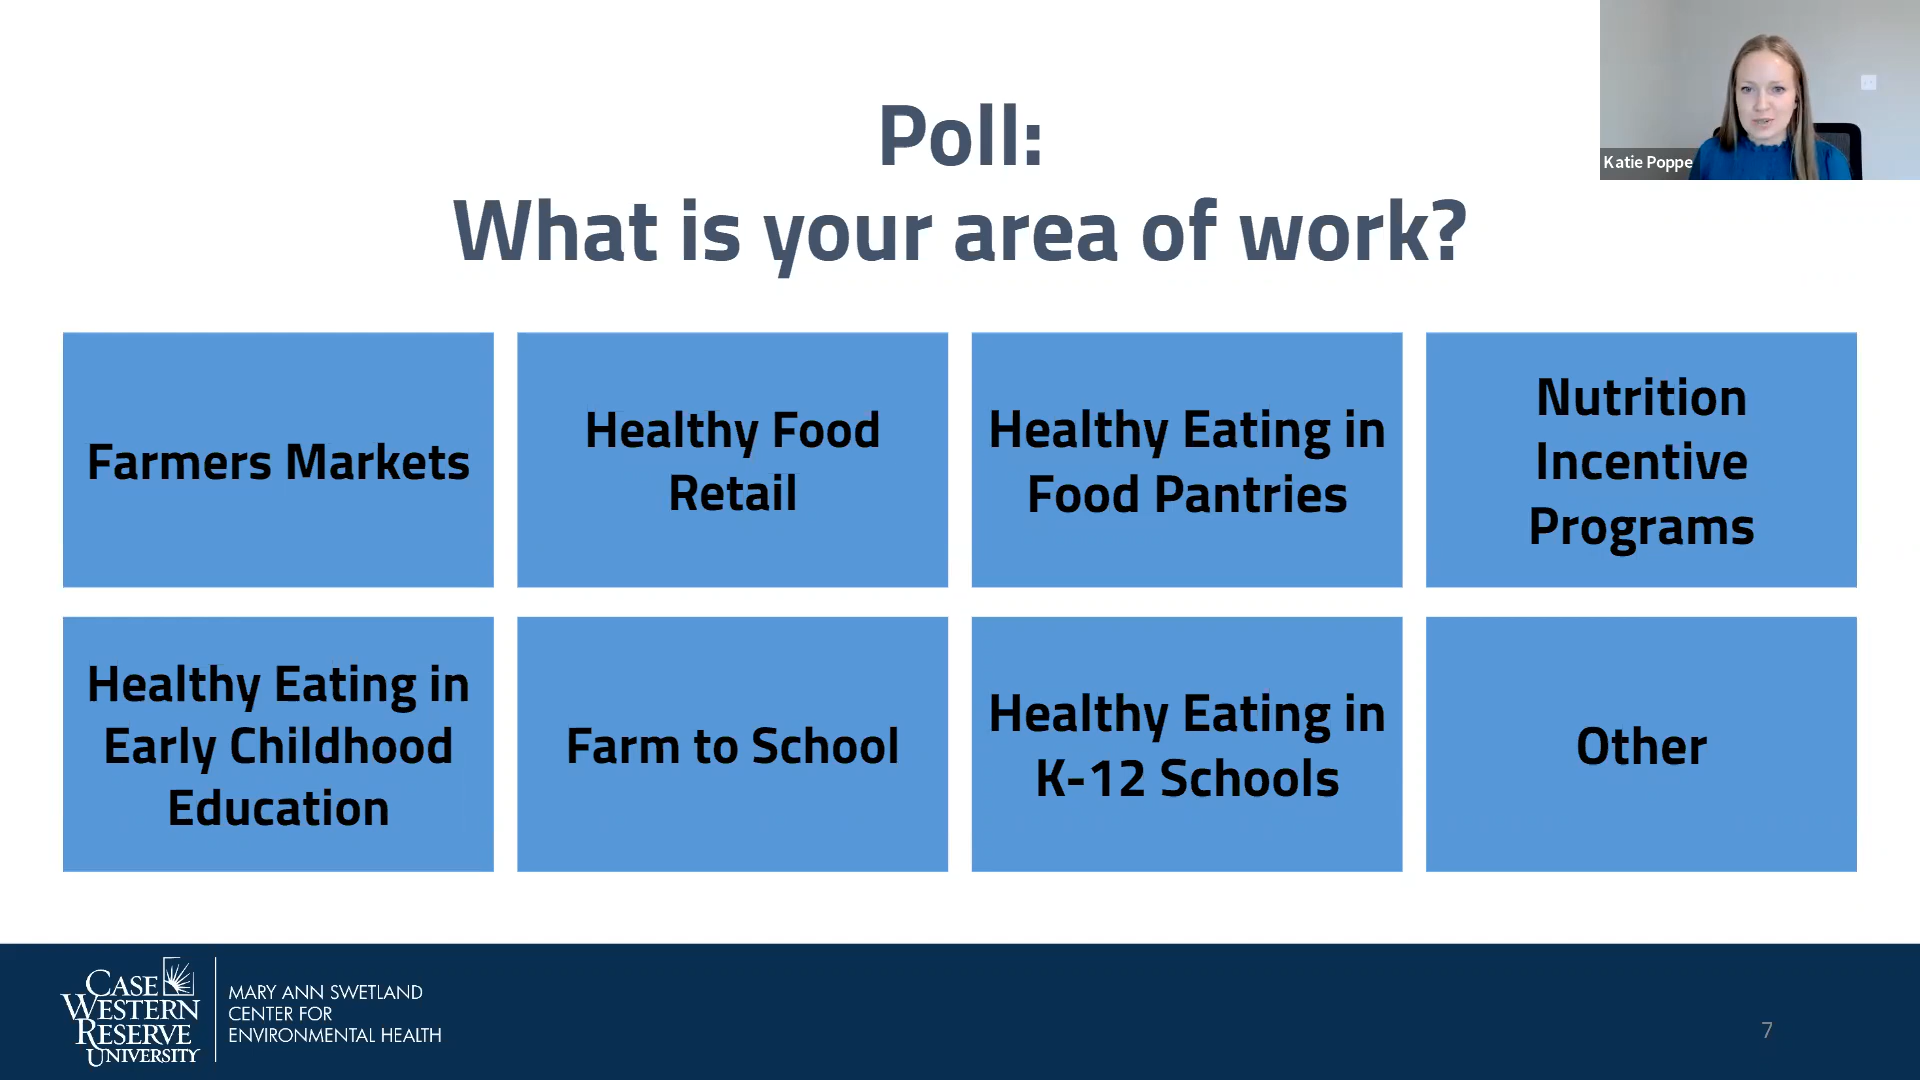 Poll:
What is your area of work?
Katie Poppe
Farmers Markets
Healthy Food
Retail
Healthy Eating in
Food Pantries
Nutrition
Incentive
Programs
Healthy Eating in
Early Childhood
Education
Farm to School
Healthy Eating in
K-12 Schools
Other
CASE
WESTERN
RESERVE
UNIVERSITY
MARY ANN SWETLAND
CENTER FOR
ENVIRONMENTAL HEALTH
7